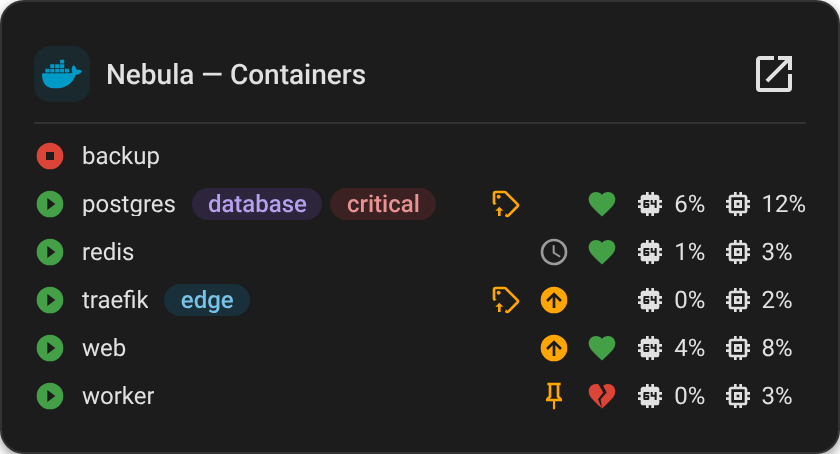 Nebula — Containers
backup
postgres database critical 64 6% 12%
redis 64 1% 3%
traefik edge 64 0% 2%
web 64 4% 8%
worker 64 0% 3%